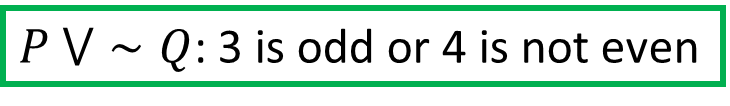 P ∨ ~ Q: 3 is odd or 4 is not even